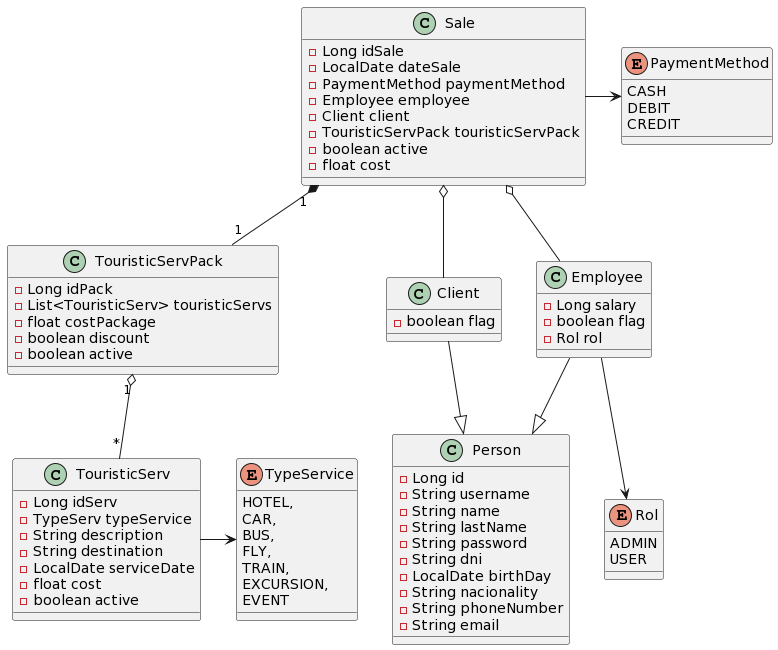 C Sale
Long idSale
LocalDate dateSale
PaymentMethod paymentMethod
Employee employee
Client client
TouristicServPack touristicServPack
boolean active
float cost
E PaymentMethod
CASH
DEBIT
CREDIT
1
1
C TouristicServPack
Long idPack
List<TouristicServ> touristicServs
float costPackage
boolean discount
boolean active
C Client
boolean flag
C Employee
Long salary
boolean flag
Rol rol
1
*
C TouristicServ
Long idServ
TypeServ typeService
String description
String destination
LocalDate serviceDate
float cost
boolean active
E TypeService
HOTEL,
CAR,
BUS,
FLY,
TRAIN,
EXCURSION,
EVENT
C Person
Long id
String username
String name
String lastName
String password
String dni
LocalDate birthDay
String nacionality
String phoneNumber
String email
E Rol
ADMIN
USER